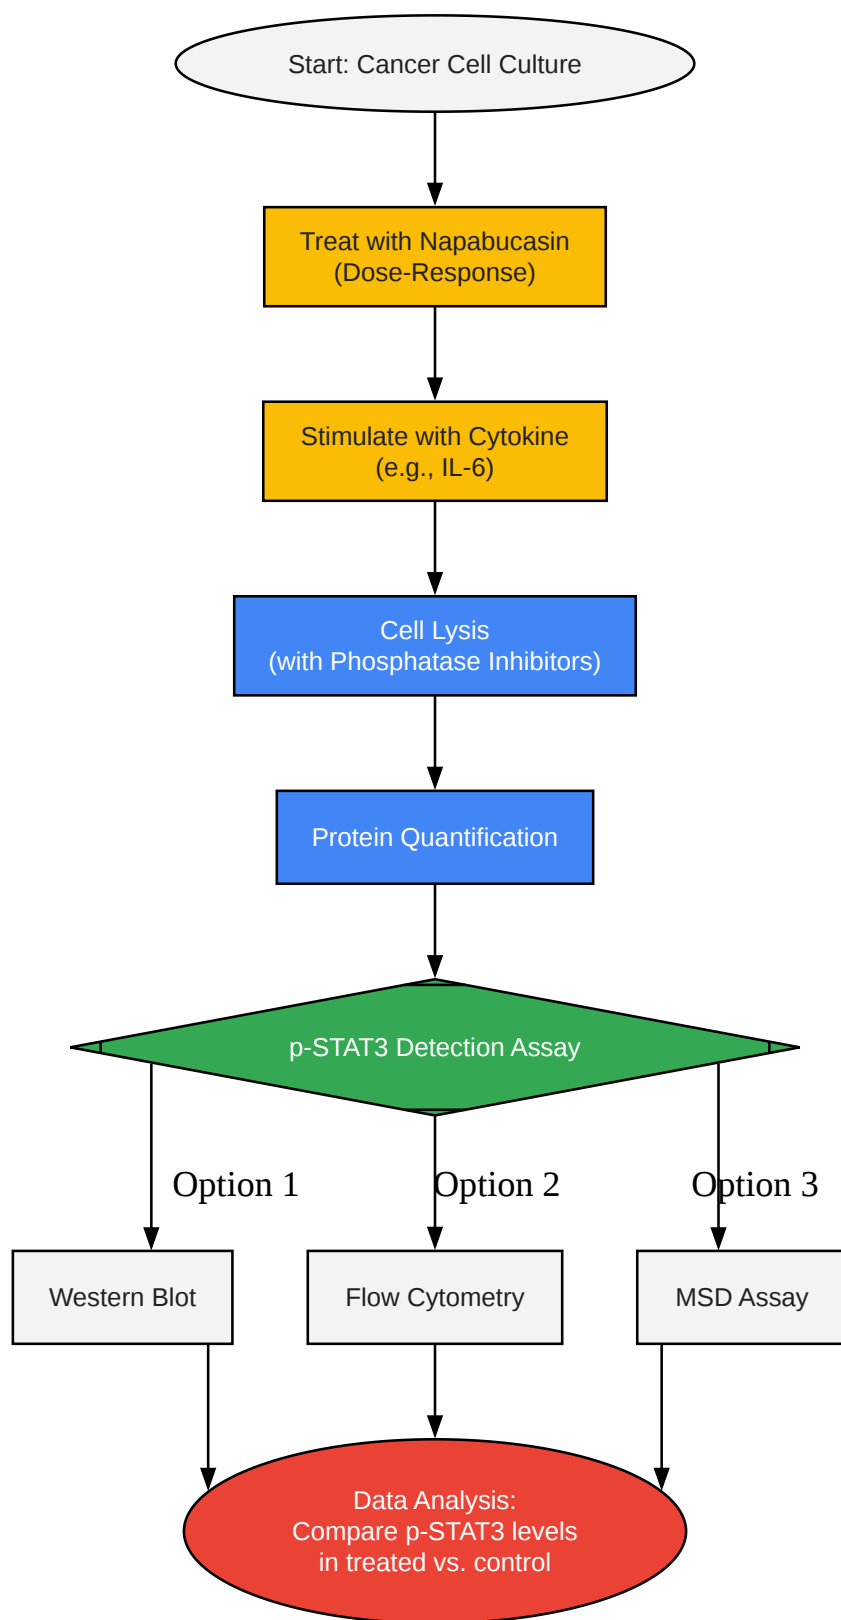 Start: Cancer Cell Culture
Treat with Napabucasin
(Dose-Response)
Stimulate with Cytokine
(e.g., IL-6)
Cell Lysis
(with Phosphatase Inhibitors)
Protein Quantification
p-STAT3 Detection Assay
Option 1
Option 2
Option 3
Western Blot
Flow Cytometry
MSD Assay
Data Analysis:
Compare p-STAT3 levels
in treated vs. control